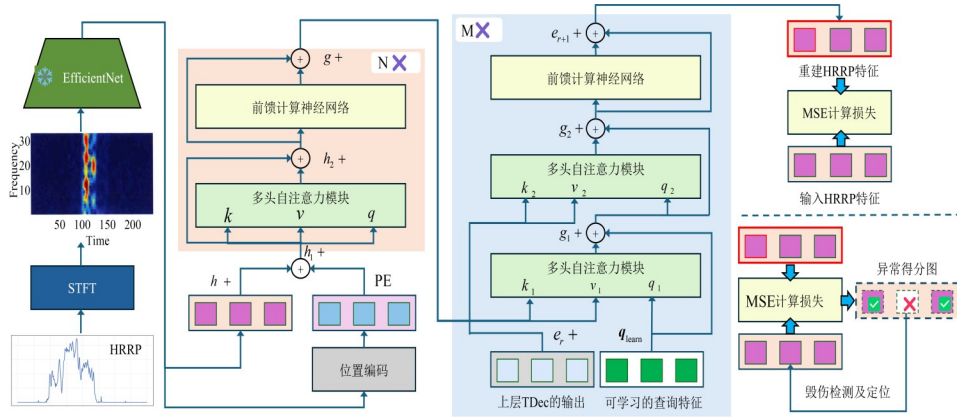 EfficientNet
Frequency
30
20
10
50 100 150 200
Time
STFT
HRRP
N
g +
前馈计算神经网络
h₂ +
多头自注意力模块
k v q
h₁ +
h +
PE
位置编码
M
eᵣ₊₁ +
前馈计算神经网络
g₂ +
多头自注意力模块
k₂ v₂ q₂
g₁ +
多头自注意力模块
k₁ v₁ q₁
eᵣ +
q_learn
上层TDec的输出
可学习的查询特征
重建HRRP特征
MSE计算损失
输入HRRP特征
异常得分图
MSE计算损失
毁伤检测及定位